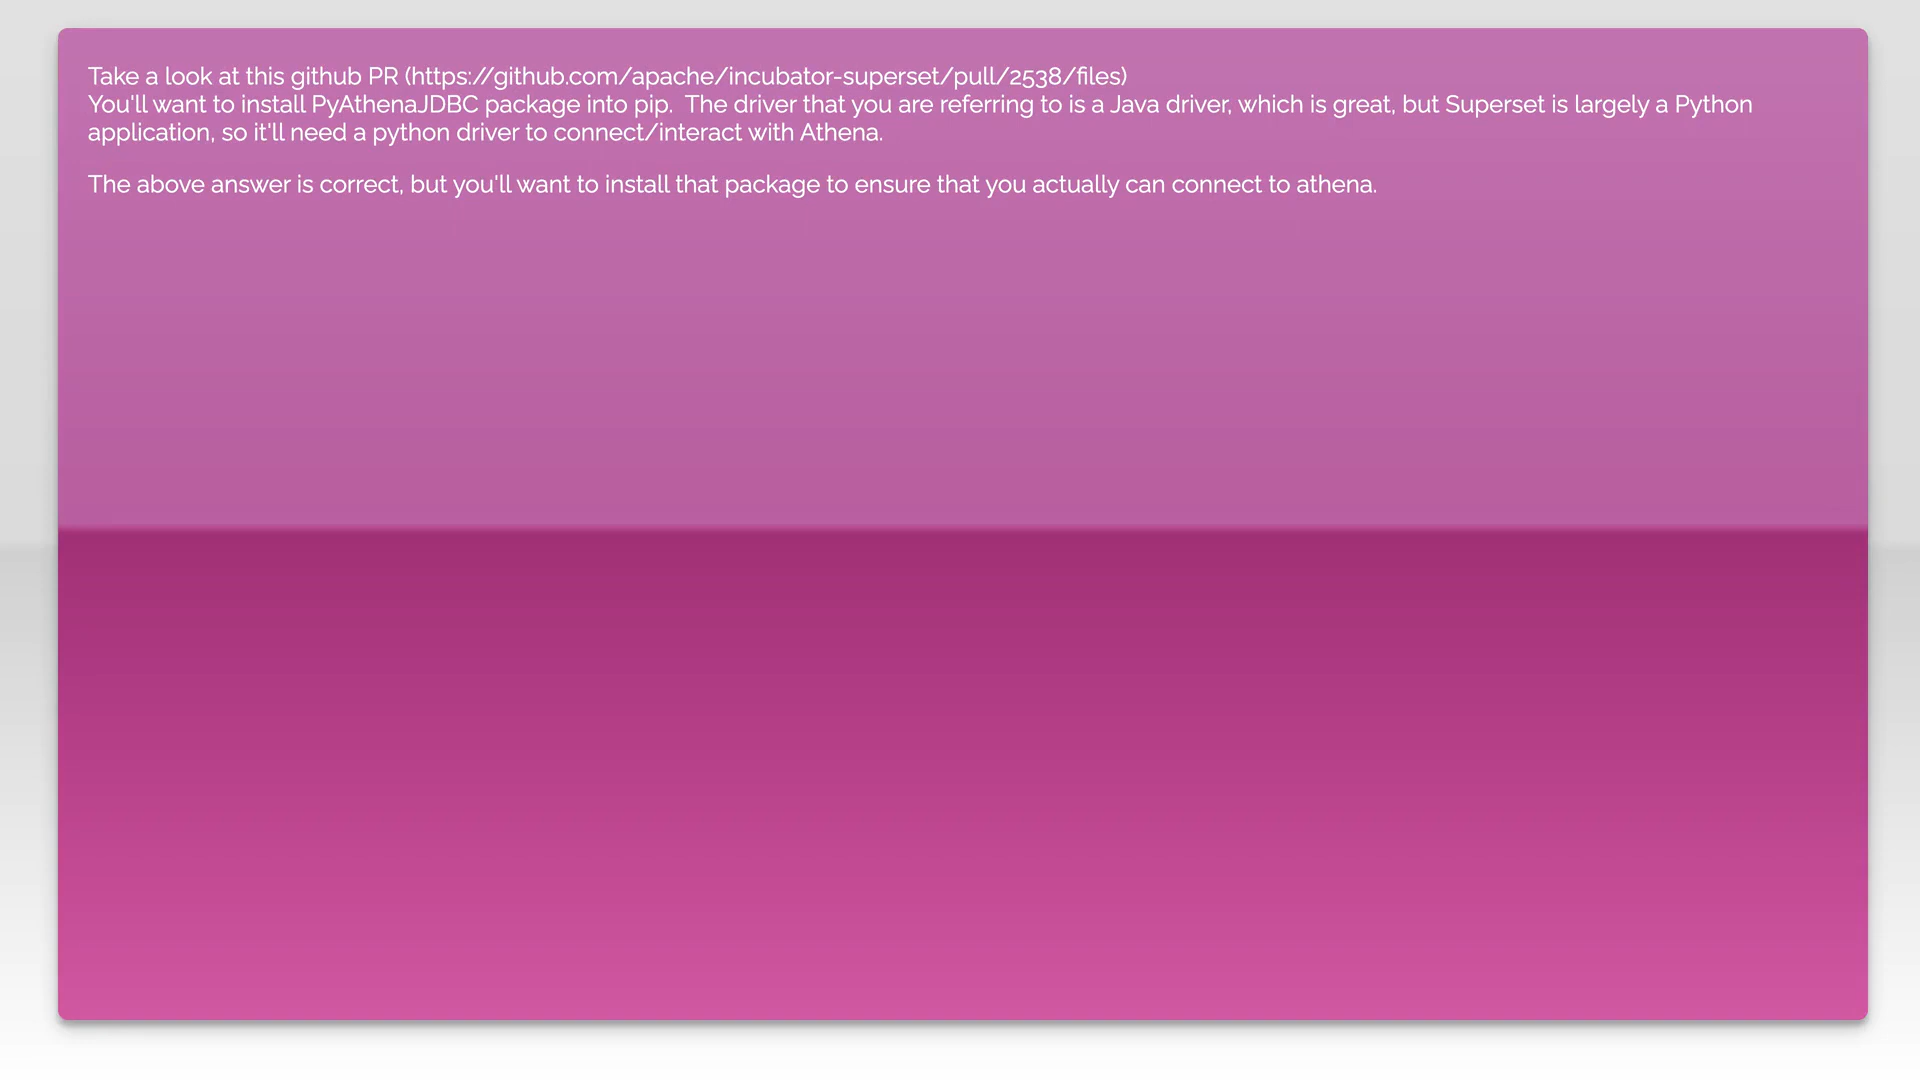 Take a look at this github PR (https://github.com/apache/incubator-superset/pull/2538/files)
You'll want to install PyAthenaJDBC package into pip.  The driver that you are referring to is a Java driver, which is great, but Superset is largely a Python
application, so it'll need a python driver to connect/interact with Athena.
The above answer is correct, but you'll want to install that package to ensure that you actually can connect to athena.